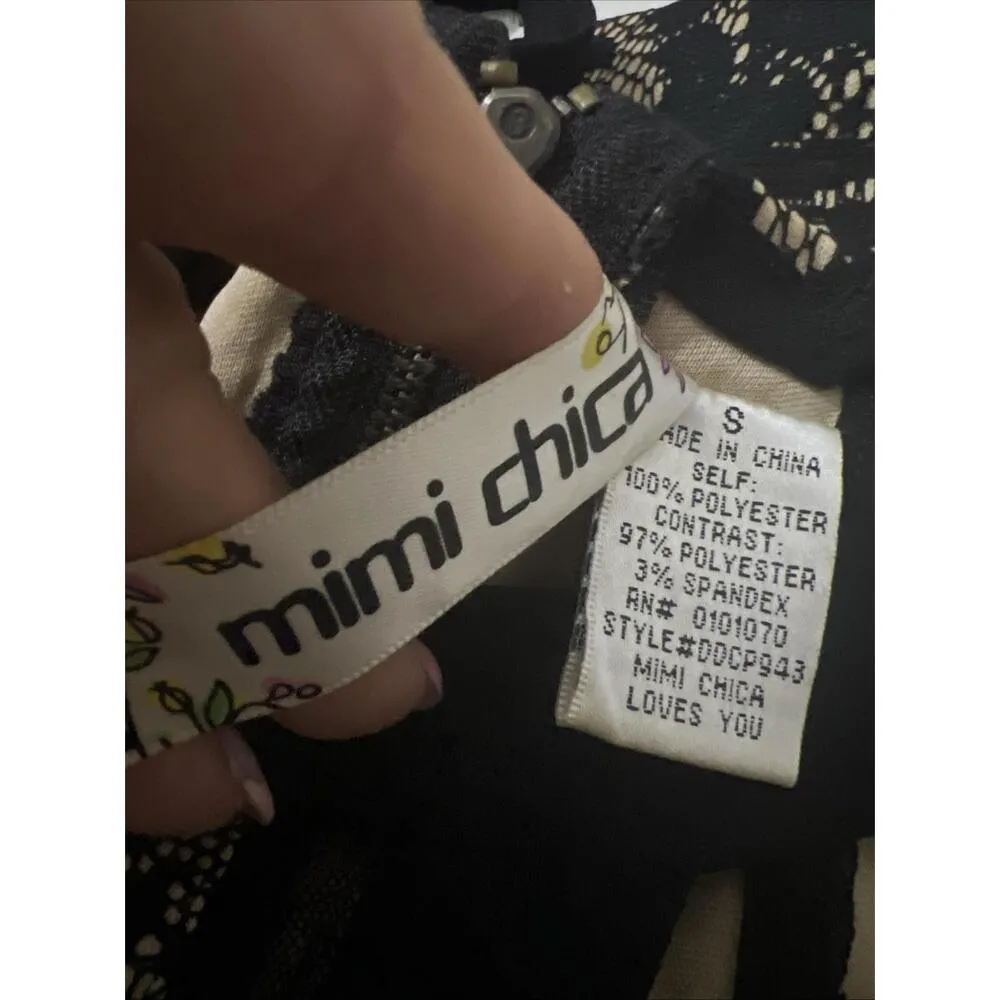 mimi chica
S
ADE IN CHINA
SELF:
100% POLYESTER
CONTRAST:
97% POLYESTER
3% SPANDEX
RN# 0101070
STYLE#DDCP943
MIMI CHICA
LOVES YOU